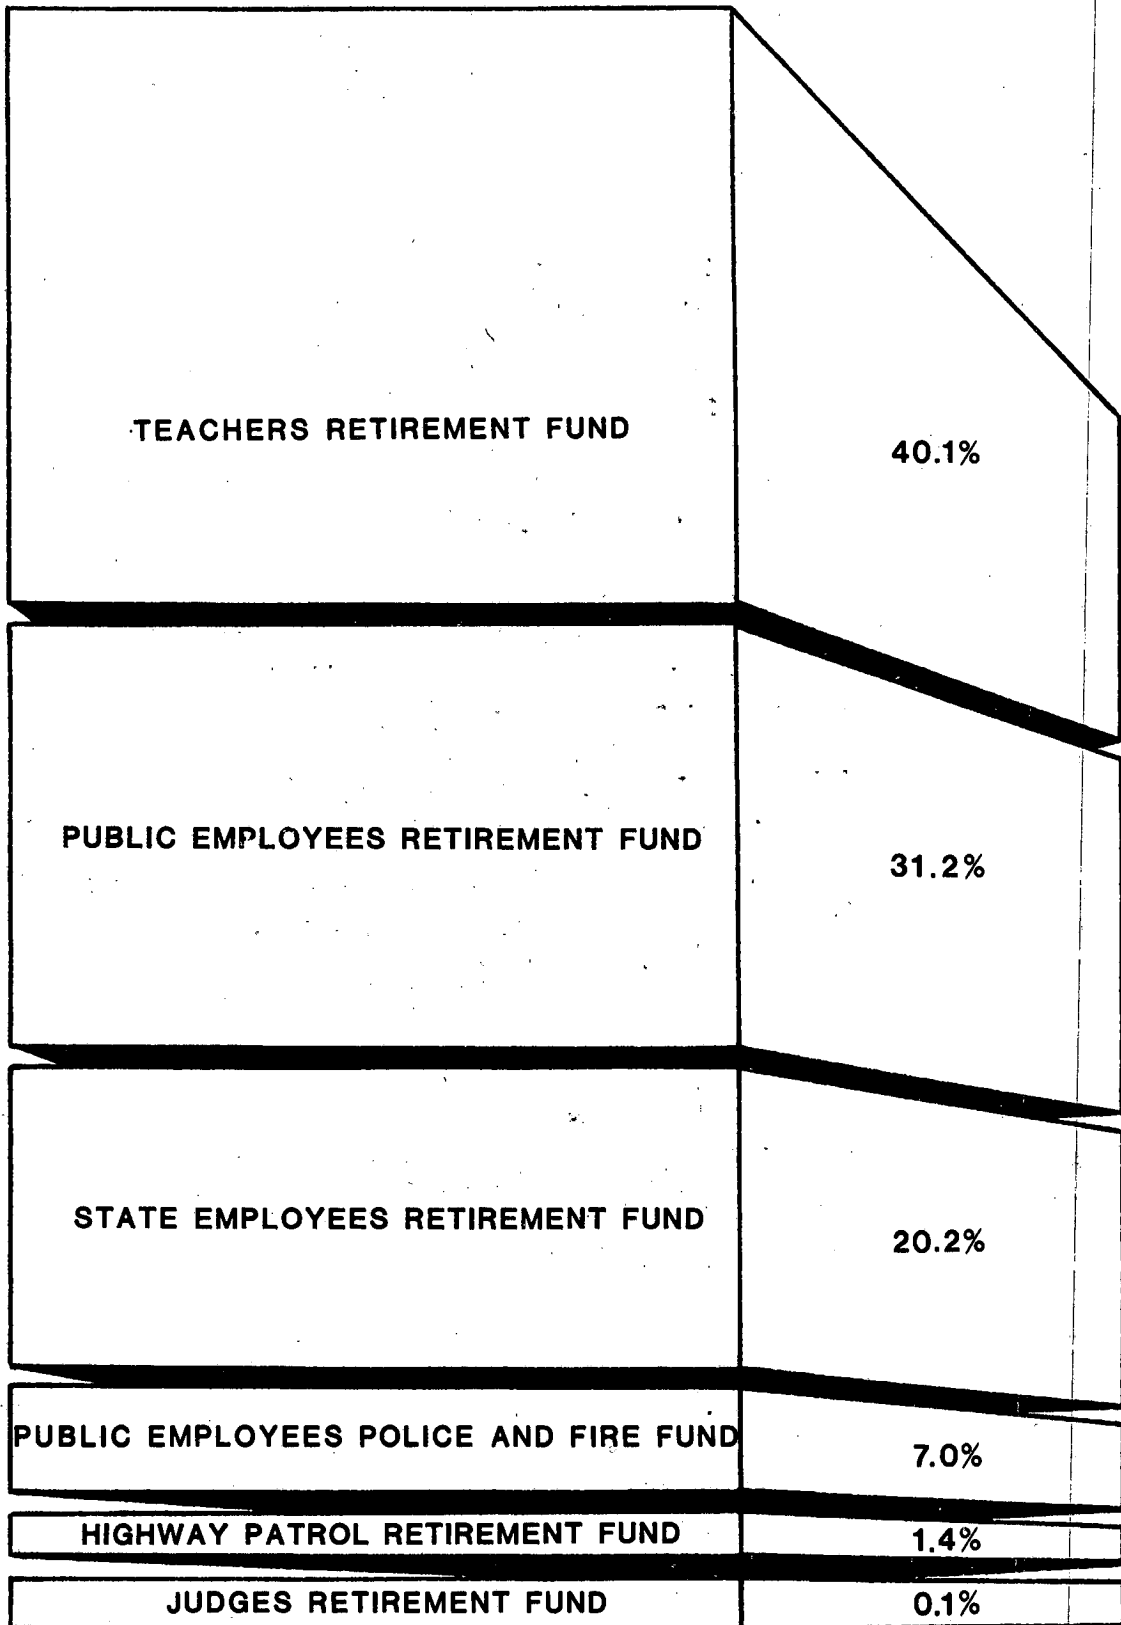 TEACHERS RETIREMENT FUND 40.1%
PUBLIC EMPLOYEES RETIREMENT FUND 31.2%
STATE EMPLOYEES RETIREMENT FUND 20.2%
PUBLIC EMPLOYEES POLICE AND FIRE FUND 7.0%
HIGHWAY PATROL RETIREMENT FUND 1.4%
JUDGES RETIREMENT FUND 0.1%